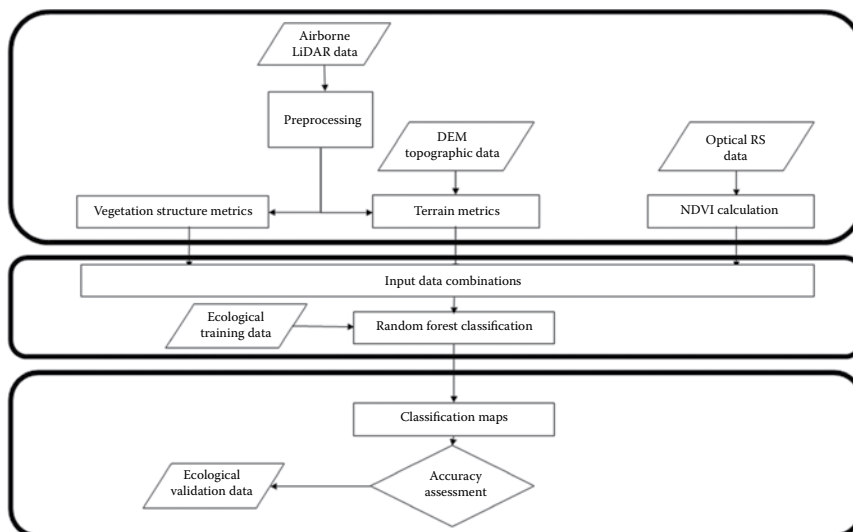 Airborne
LiDAR data
Preprocessing
DEM
topographic data
Optical RS
data
Vegetation structure metrics
Terrain metrics
NDVI calculation
Input data combinations
Ecological
training data
Random forest classification
Classification maps
Ecological
validation data
Accuracy
assessment